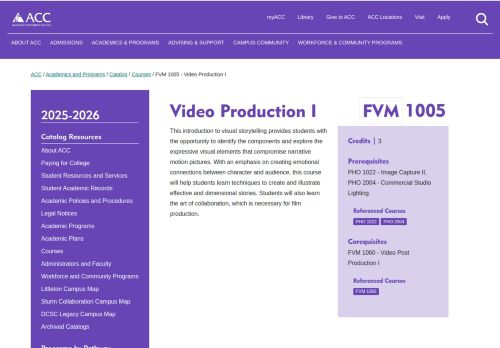 ACC
myACC Library Give to ACC ACC Locations Visit Apply
ABOUT ACC ADMISSIONS ACADEMICS & PROGRAMS ADVISING & SUPPORT CAMPUS COMMUNITY WORKFORCE & COMMUNITY PROGRAMS
ACC / Academics and Programs / Catalog / Courses / FVM 1005 - Video Production I
2025-2026
Catalog Resources
About ACC
Paying for College
Student Resources and Services
Student Academic Records
Academic Policies and Procedures
Legal Notices
Academic Programs
Academic Plans
Courses
Administrators and Faculty
Workforce and Community Programs
Littleton Campus Map
Sturm Collaboration Campus Map
DCSC Legacy Campus Map
Archived Catalogs
Programs by Pathway
Video Production I
FVM 1005
This introduction to visual storytelling provides students with
the opportunity to identify the components and explore the
expressive visual elements that compromise narrative
motion pictures. With an emphasis on creating emotional
connections between character and audience, this course
will help students learn techniques to create and illustrate
effective and dimensional stories. Students will also learn
the art of collaboration, which is necessary for film
production.
Credits | 3
Prerequisites
PHO 1022 - Image Capture II,
PHO 2004 - Commercial Studio
Lighting
Referenced Courses
PHO 1022 PHO 2004
Corequisites
FVM 1060 - Video Post
Production I
Referenced Courses
FVM 1060